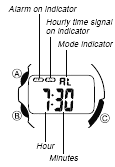 Alarm on Indicator
Hourly time signal
on Indicator
Mode Indicator
A
AL
B
7:30
C
Hour
Minutes